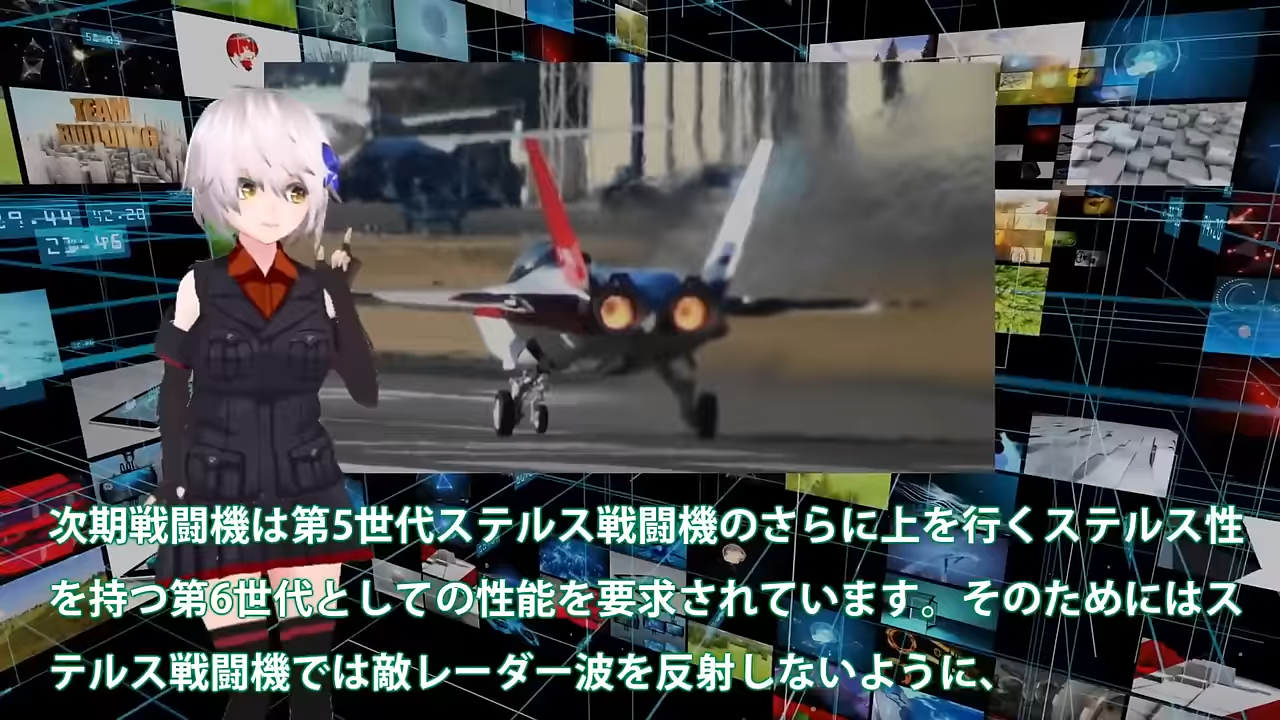 TEAM
BUILDING
次期戦闘機は第5世代ステルス戦闘機のさらに上を行くステルス性
を持つ第6世代としての性能を要求されています。そのためにはス
テルス戦闘機では敵レーダー波を反射しないように、